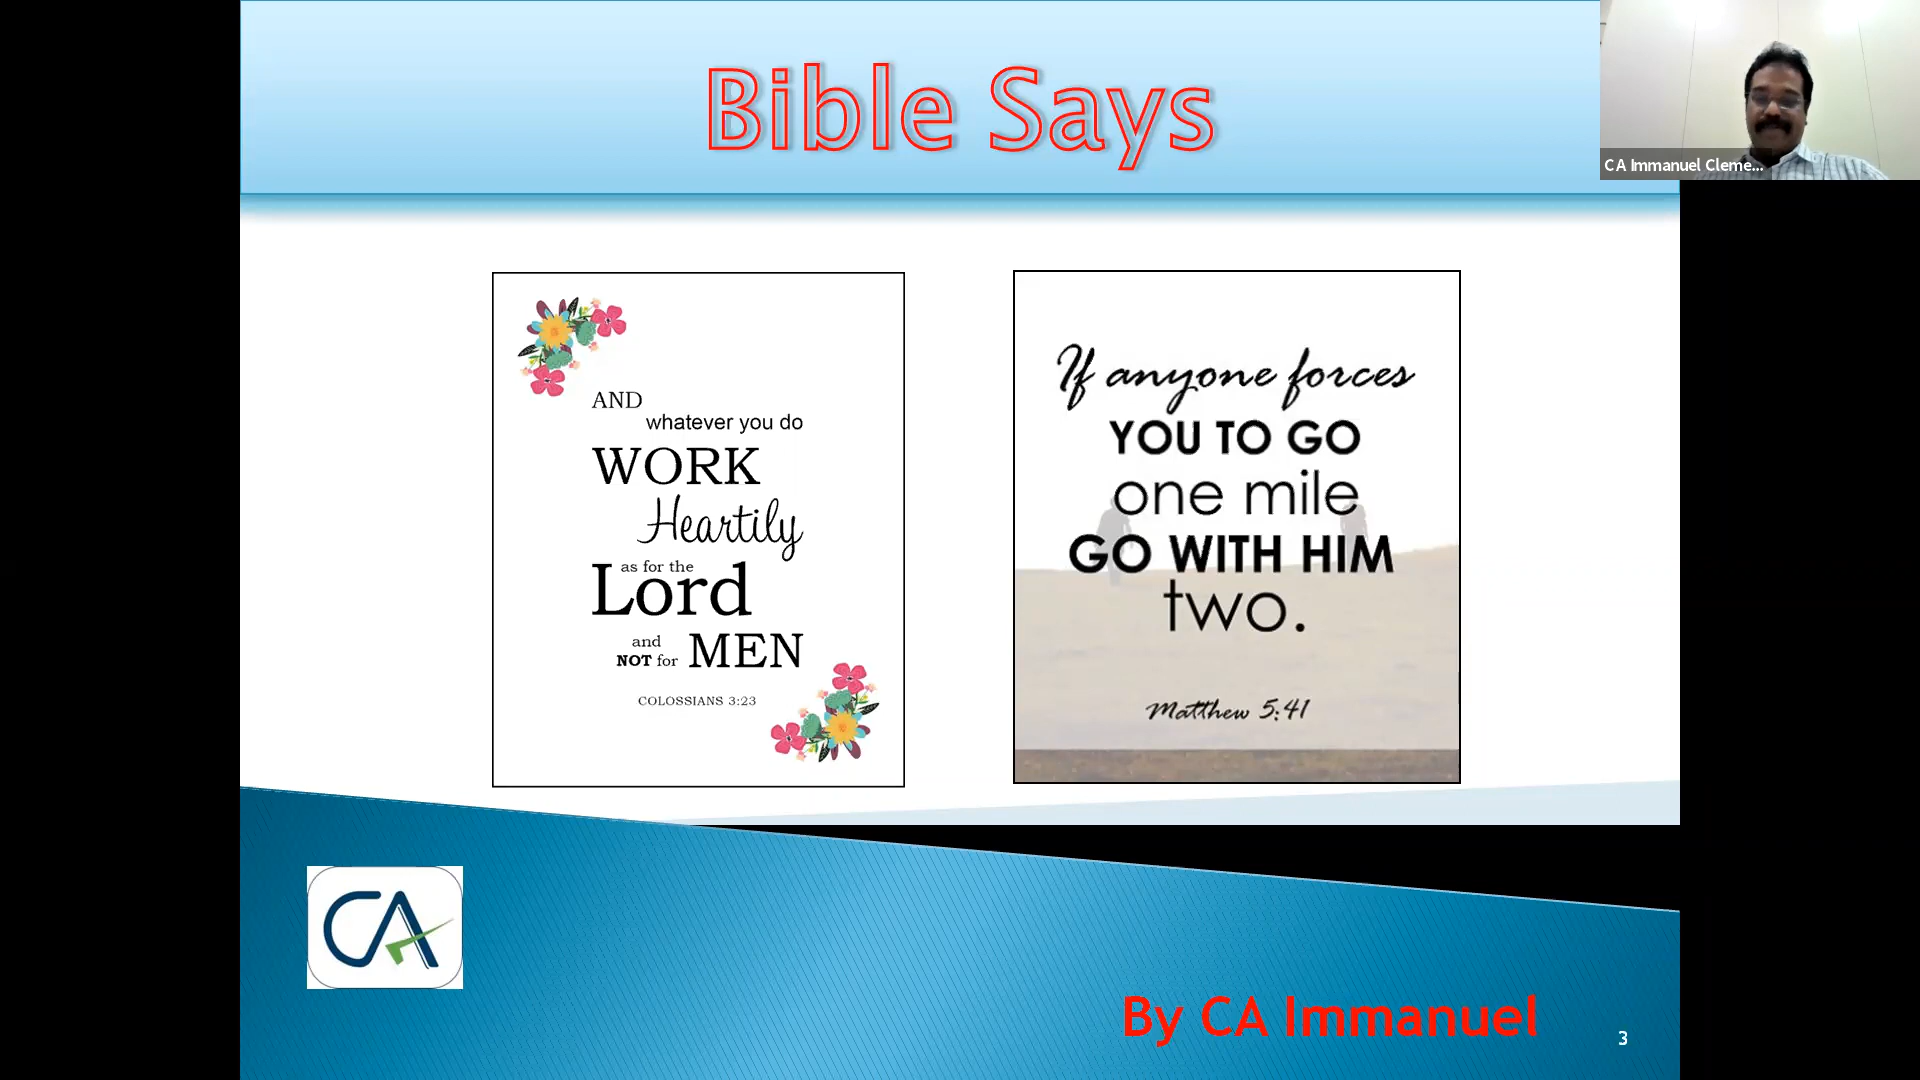 Bible Says
CA Immanuel Cleme...
AND
whatever you do
WORK
Heartily
as for the
Lord
and
NOT for MEN
COLOSSIANS 3:23
If anyone forces
YOU TO GO
one mile
GO WITH HIM
two.
Matthew 5:41
CA
By CA Immanuel
3